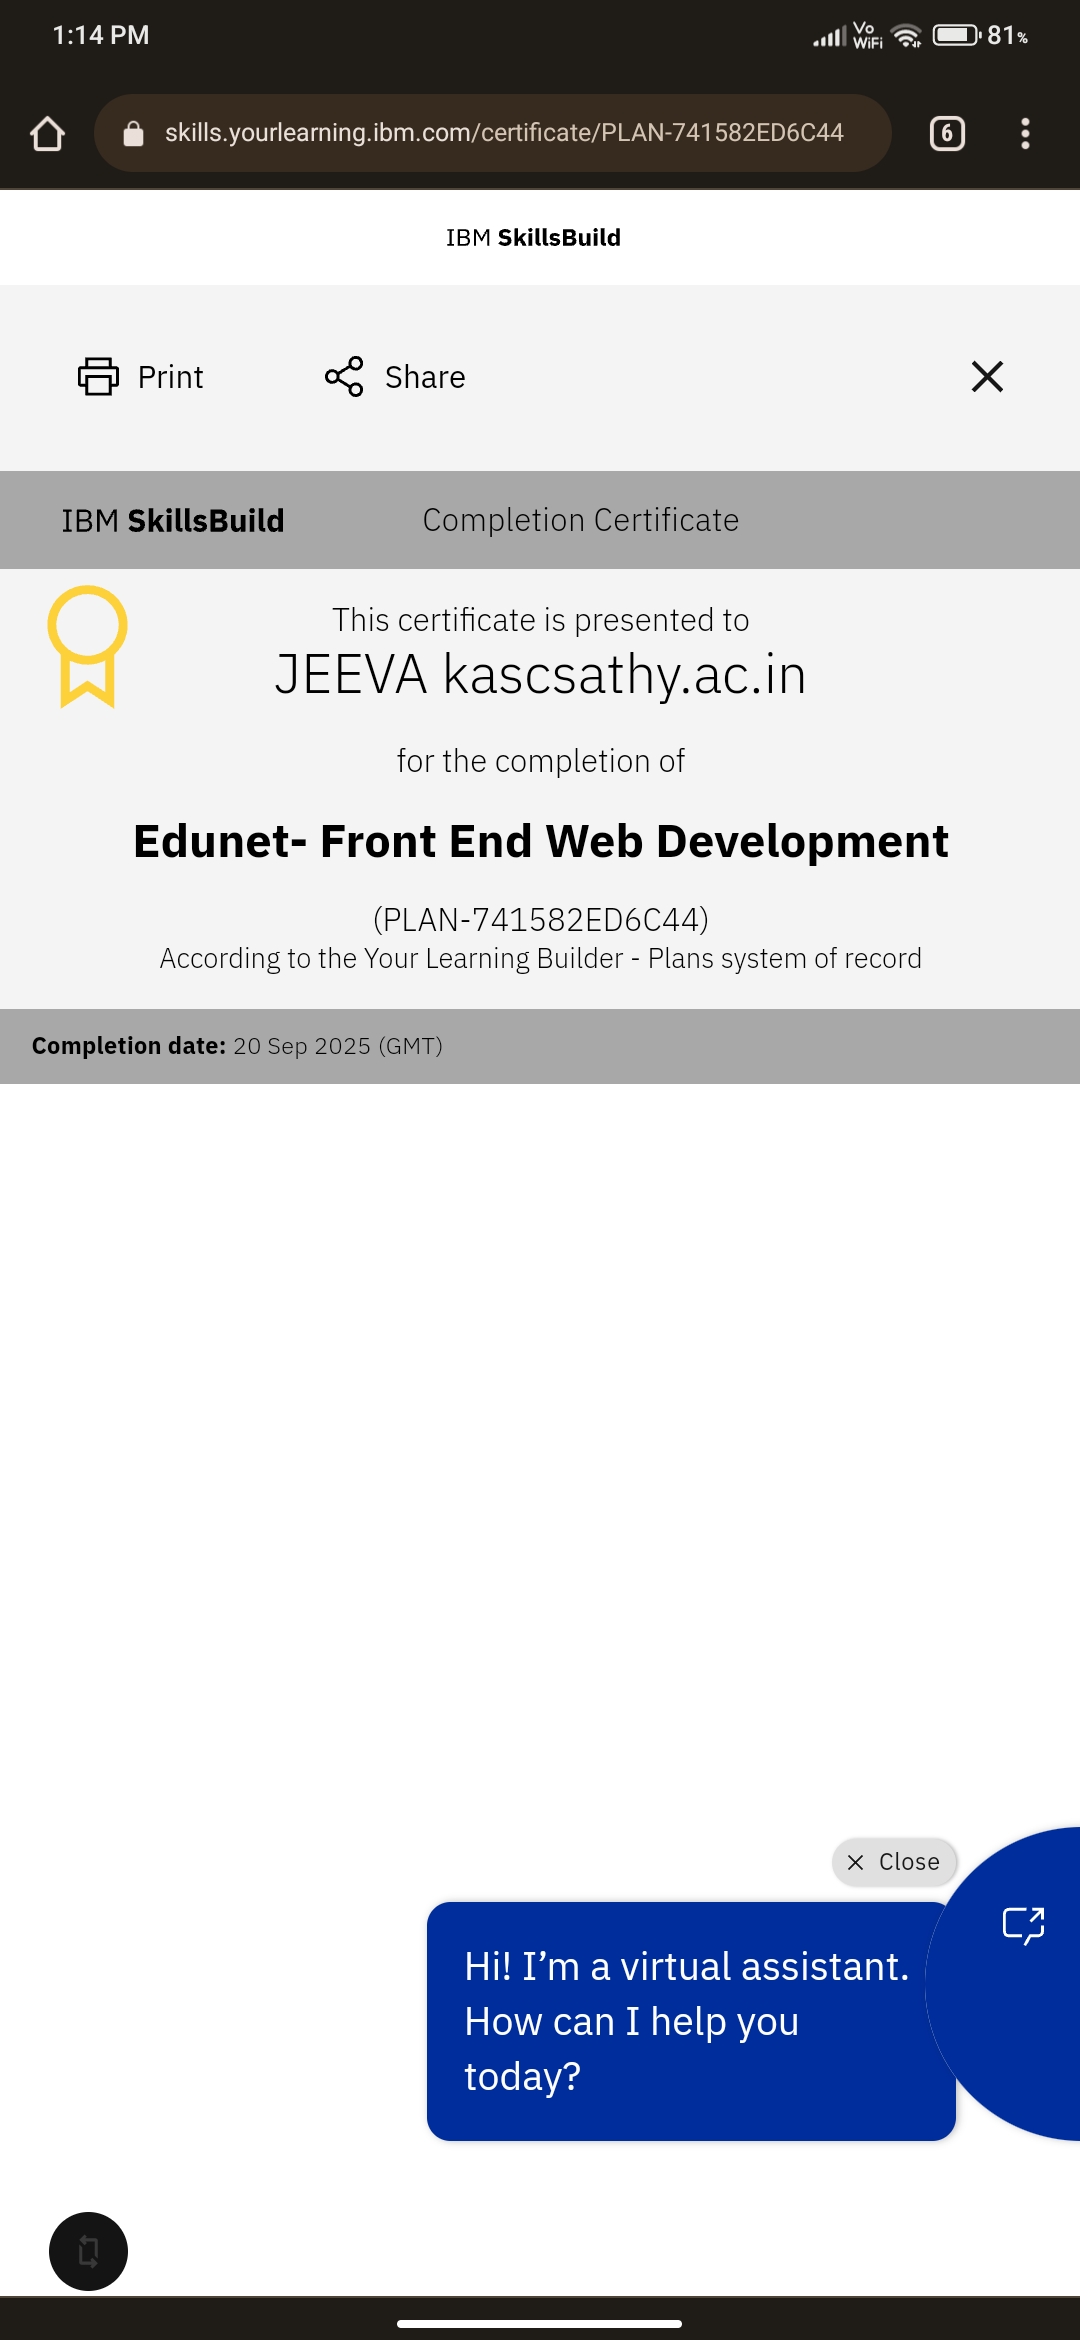 1:14 PM
Vo
WiFi
81%
skills.yourlearning.ibm.com/certificate/PLAN-741582ED6C44
6
IBM SkillsBuild
Print
Share
IBM SkillsBuild
Completion Certificate
This certificate is presented to
JEEVA kascsathy.ac.in
for the completion of
Edunet- Front End Web Development
(PLAN-741582ED6C44)
According to the Your Learning Builder - Plans system of record
Completion date: 20 Sep 2025 (GMT)
Close
Hi! I’m a virtual assistant.
How can I help you
today?